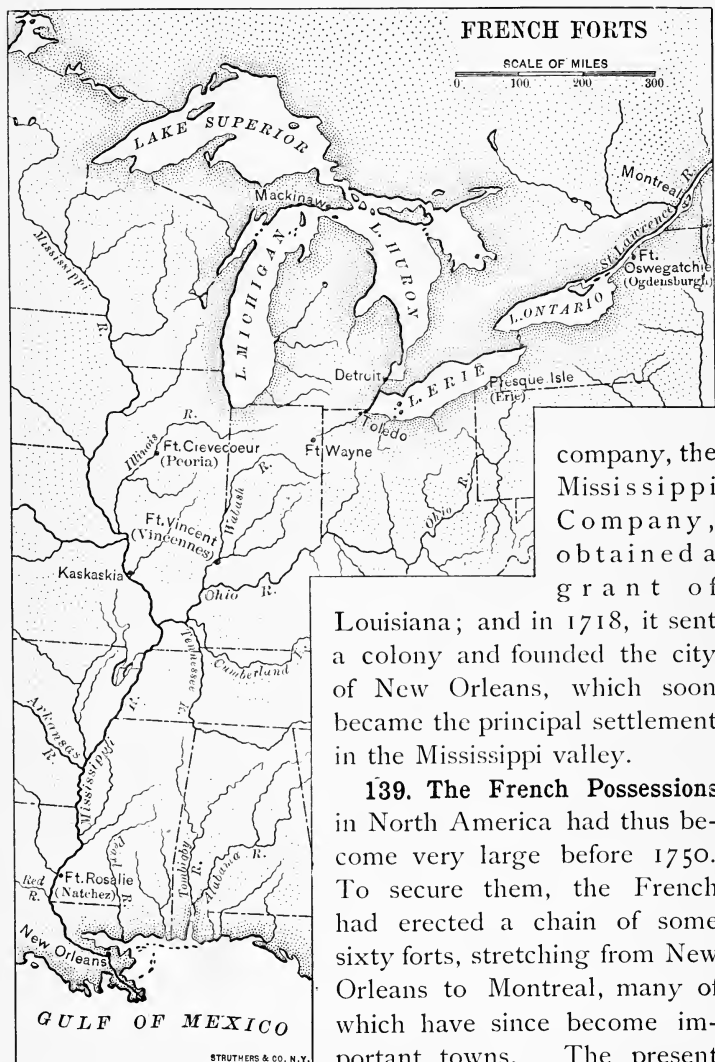 FRENCH FORTS
SCALE OF MILES
0 100 200 300
LAKE SUPERIOR
Mackinaw
Montreal
St. Lawrence R.
Ft.
Oswegatchie
(Ogdensburgh)
Mississippi R.
L. MICHIGAN
L. HURON
L. ONTARIO
Detroit
L. ERIE
Presque Isle
(Erie)
Toledo
Illinois R.
Ft. Crevecoeur
(Peoria)
Ft Wayne
Wabash R.
Ohio R.
Ft. Vincent
(Vincennes)
Kaskaskia
Ohio R.
Tennessee R.
Cumberland
Arkansas R.
Mississippi R.
Pearl R.
Tombigby R.
Alabama R.
Red R.
Ft. Rosalie
(Natchez)
New Orleans
GULF OF MEXICO
STRUTHERS & CO. N.Y.
company, the
Mississippi
Company,
obtained a
grant of
Louisiana; and in 1718, it sent
a colony and founded the city
of New Orleans, which soon
became the principal settlement
in the Mississippi valley.
139. The French Possessions
in North America had thus be-
come very large before 1750.
To secure them, the French
had erected a chain of some
sixty forts, stretching from New
Orleans to Montreal, many of
which have since become im-
portant towns. The present